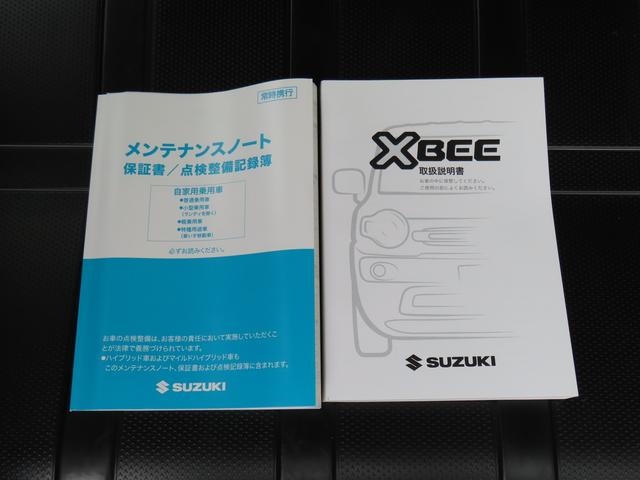 常時携行
メンテナンスノート
保証書／点検整備記録簿
自家用乗用車
●普通乗用車
●小型乗用車
(ランディを除く)
●軽乗用車
●特種用途車
(車いす移動車)
必ずお読みください。
お車の点検整備は、お客様の責任において実施していただくこ
とが法律で義務づけられています。
●ハイブリッド車およびマイルドハイブリッド車も
このメンテナンスノート、保証書および点検記録簿に含まれます。
SUZUKI
XBEE
取扱説明書
お車の中に保管してください。
ご使用の前によくお読みください。
SUZUKI